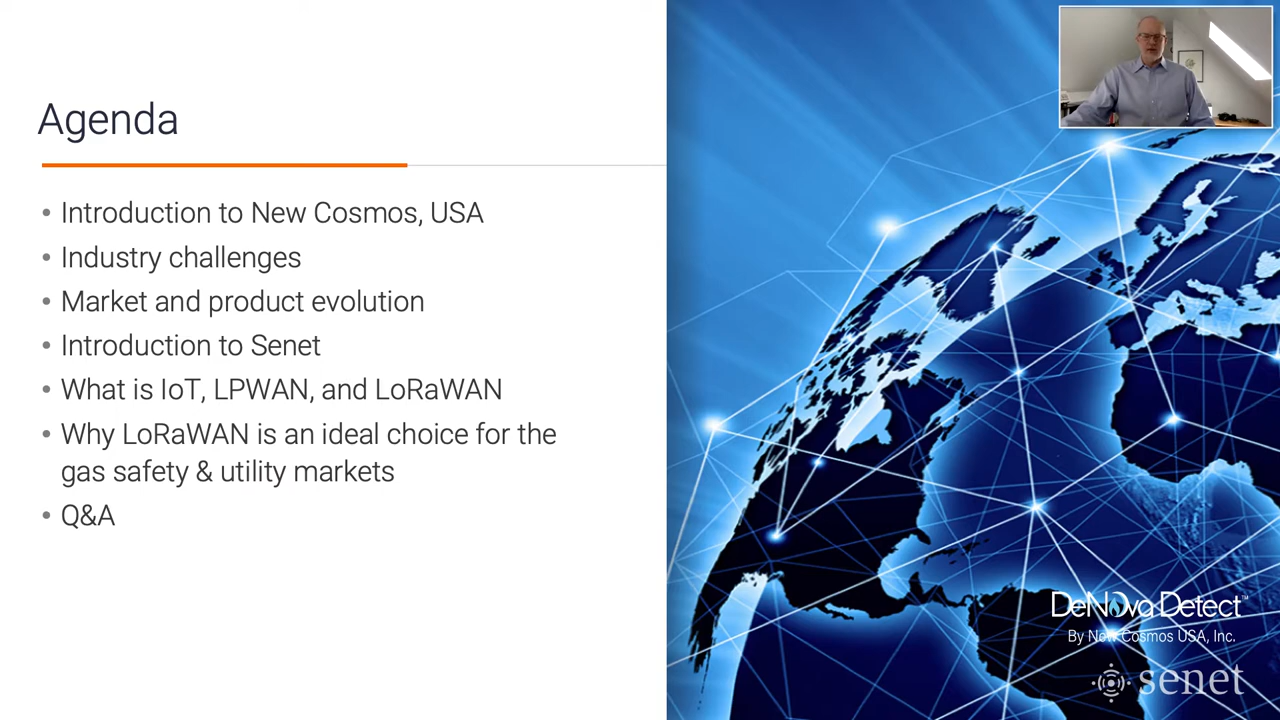 Agenda
• Introduction to New Cosmos, USA
• Industry challenges
• Market and product evolution
• Introduction to Senet
• What is IoT, LPWAN, and LoRaWAN
• Why LoRaWAN is an ideal choice for the
gas safety & utility markets
• Q&A
DeNova Detect™
By New Cosmos USA, Inc.
senet